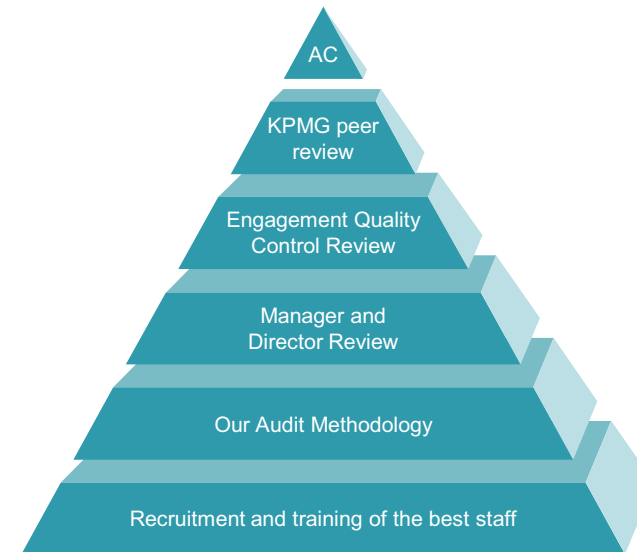 AC
KPMG peer
review
Engagement Quality
Control Review
Manager and
Director Review
Our Audit Methodology
Recruitment and training of the best staff